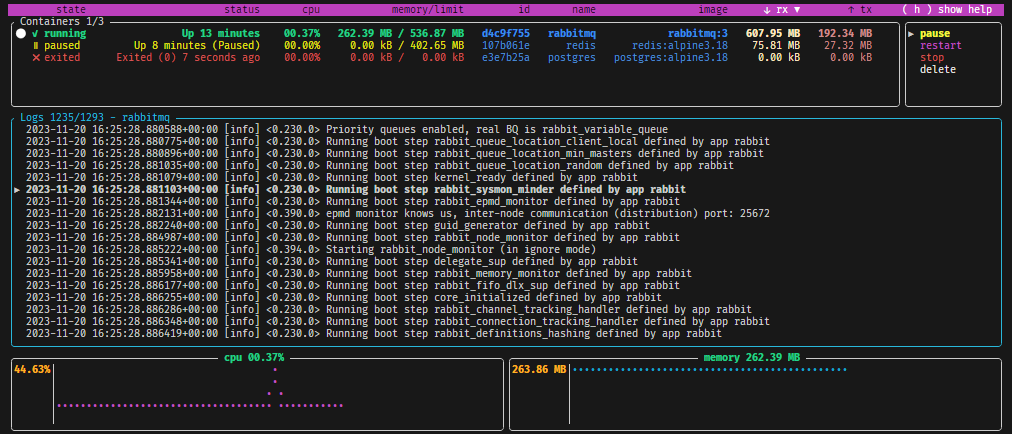 state status cpu memory/limit id name image ↓ rx ▼ ↑ tx ( h ) show help
Containers 1/3
✓ running Up 13 minutes 00.37% 262.39 MB / 536.87 MB d4c9f755 rabbitmq rabbitmq:3 607.95 MB 192.34 MB
⏸ paused Up 8 minutes (Paused) 00.00% 0.00 kB / 402.65 MB 107b061e redis redis:alpine3.18 75.81 MB 27.32 MB
✕ exited Exited (0) 7 seconds ago 00.00% 0.00 kB / 0.00 kB e3e7b25a postgres postgres:alpine3.18 0.00 kB 0.00 kB
▶ pause
restart
stop
delete
Logs 1235/1293 - rabbitmq
2023-11-20 16:25:28.880588+00:00 [info] <0.230.0> Priority queues enabled, real BQ is rabbit_variable_queue
2023-11-20 16:25:28.880775+00:00 [info] <0.230.0> Running boot step rabbit_queue_location_client_local defined by app rabbit
2023-11-20 16:25:28.880896+00:00 [info] <0.230.0> Running boot step rabbit_queue_location_min_masters defined by app rabbit
2023-11-20 16:25:28.881035+00:00 [info] <0.230.0> Running boot step rabbit_queue_location_random defined by app rabbit
2023-11-20 16:25:28.881079+00:00 [info] <0.230.0> Running boot step kernel_ready defined by app rabbit
▶ 2023-11-20 16:25:28.881103+00:00 [info] <0.230.0> Running boot step rabbit_sysmon_minder defined by app rabbit
2023-11-20 16:25:28.881344+00:00 [info] <0.230.0> Running boot step rabbit_epmd_monitor defined by app rabbit
2023-11-20 16:25:28.882131+00:00 [info] <0.390.0> epmd monitor knows us, inter-node communication (distribution) port: 25672
2023-11-20 16:25:28.882240+00:00 [info] <0.230.0> Running boot step guid_generator defined by app rabbit
2023-11-20 16:25:28.884987+00:00 [info] <0.230.0> Running boot step rabbit_node_monitor defined by app rabbit
2023-11-20 16:25:28.885222+00:00 [info] <0.394.0> Starting rabbit_node_monitor (in ignore mode)
2023-11-20 16:25:28.885341+00:00 [info] <0.230.0> Running boot step delegate_sup defined by app rabbit
2023-11-20 16:25:28.885958+00:00 [info] <0.230.0> Running boot step rabbit_memory_monitor defined by app rabbit
2023-11-20 16:25:28.886177+00:00 [info] <0.230.0> Running boot step rabbit_fifo_dlx_sup defined by app rabbit
2023-11-20 16:25:28.886255+00:00 [info] <0.230.0> Running boot step core_initialized defined by app rabbit
2023-11-20 16:25:28.886286+00:00 [info] <0.230.0> Running boot step rabbit_channel_tracking_handler defined by app rabbit
2023-11-20 16:25:28.886348+00:00 [info] <0.230.0> Running boot step rabbit_connection_tracking_handler defined by app rabbit
2023-11-20 16:25:28.886419+00:00 [info] <0.230.0> Running boot step rabbit_definitions_hashing defined by app rabbit
cpu 00.37%
44.63%
memory 262.39 MB
263.86 MB